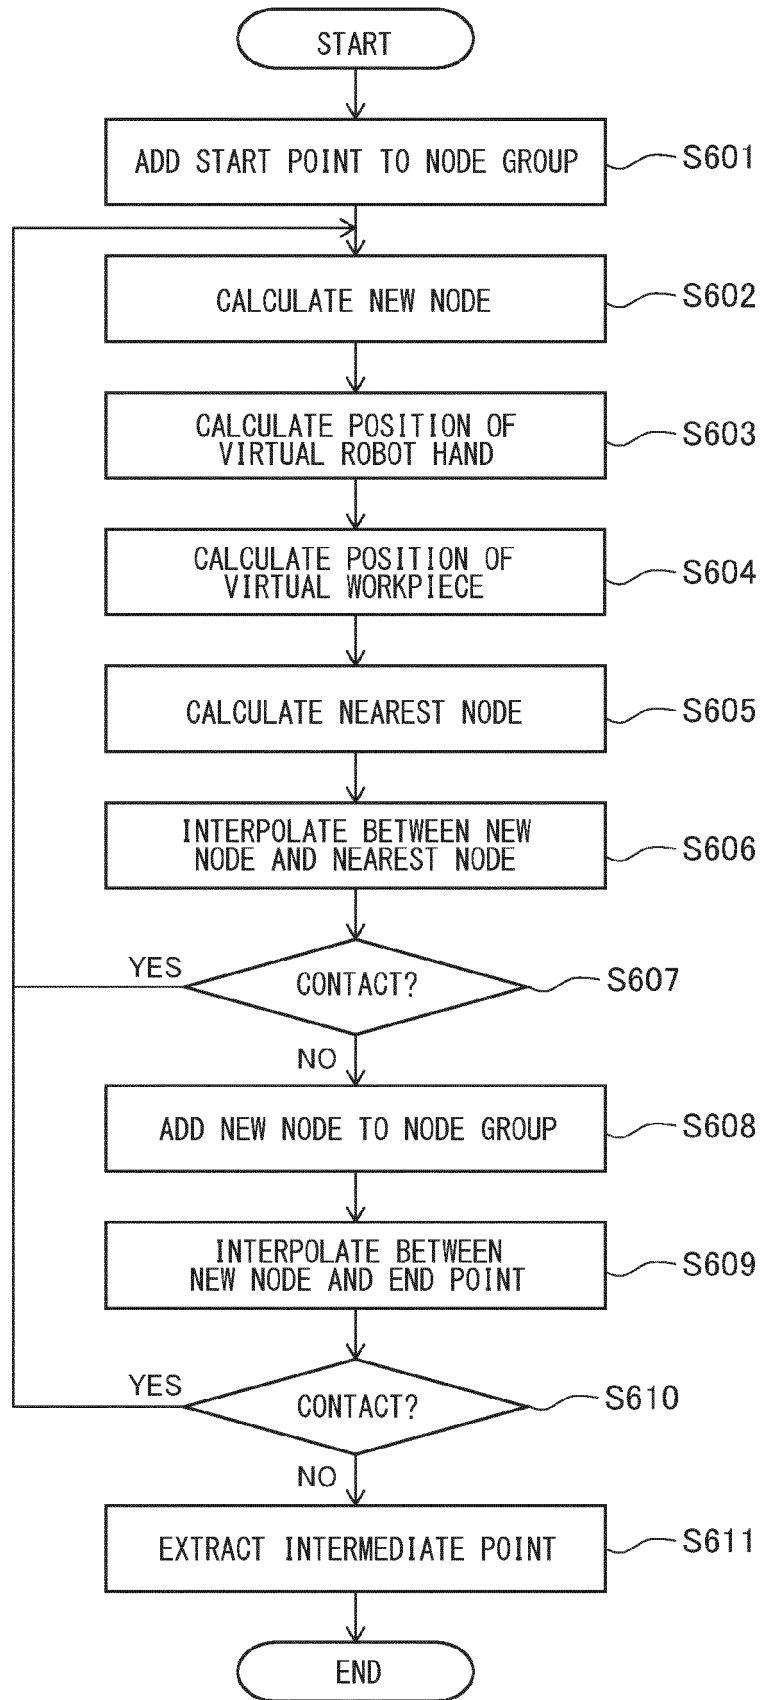 START
ADD START POINT TO NODE GROUP
S601
CALCULATE NEW NODE
S602
CALCULATE POSITION OF
VIRTUAL ROBOT HAND
S603
CALCULATE POSITION OF
VIRTUAL WORKPIECE
S604
CALCULATE NEAREST NODE
S605
INTERPOLATE BETWEEN NEW
NODE AND NEAREST NODE
S606
YES
CONTACT?
S607
NO
ADD NEW NODE TO NODE GROUP
S608
INTERPOLATE BETWEEN
NEW NODE AND END POINT
S609
YES
CONTACT?
S610
NO
EXTRACT INTERMEDIATE POINT
S611
END